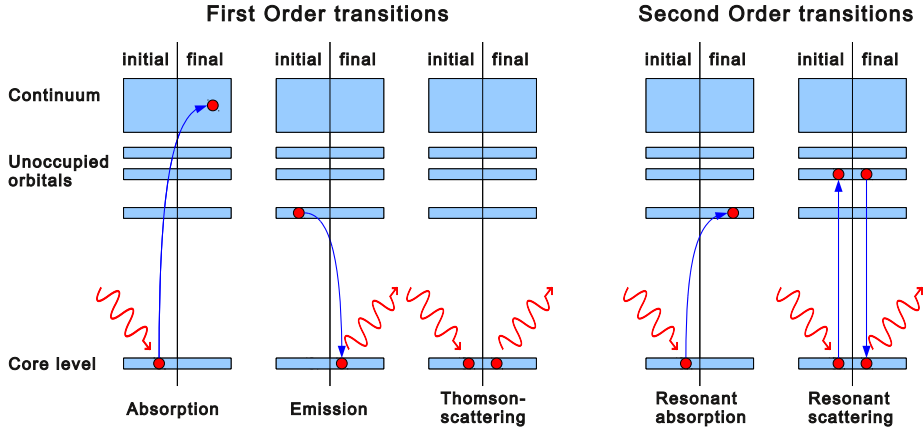 First Order transitions
Second Order transitions
initial final
initial final
initial final
initial final
initial final
Continuum
Unoccupied
orbitals
Core level
Absorption
Emission
Thomson-
scattering
Resonant
absorption
Resonant
scattering